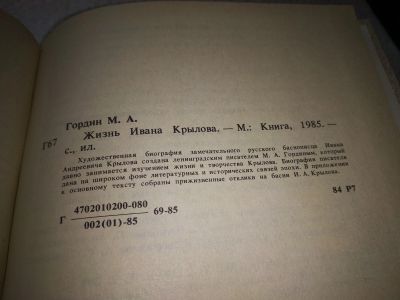 Гордин М. А.
Г67 Жизнь Ивана Крылова. — М.: Книга, 1985. —
с., ил.
Художественная биография замечательного русского баснописца Ивана
Андреевича Крылова создана ленинградским писателем М. А. Гординым, который
давно занимается изучением жизни и творчества Крылова. Биография писателя
дана на широком фоне литературных и исторических связей эпохи. В приложении
к основному тексту собраны прижизненные отклики на басни И. А. Крылова.
Г 4702010200-080 69-85
002(01)-85
84 Р7